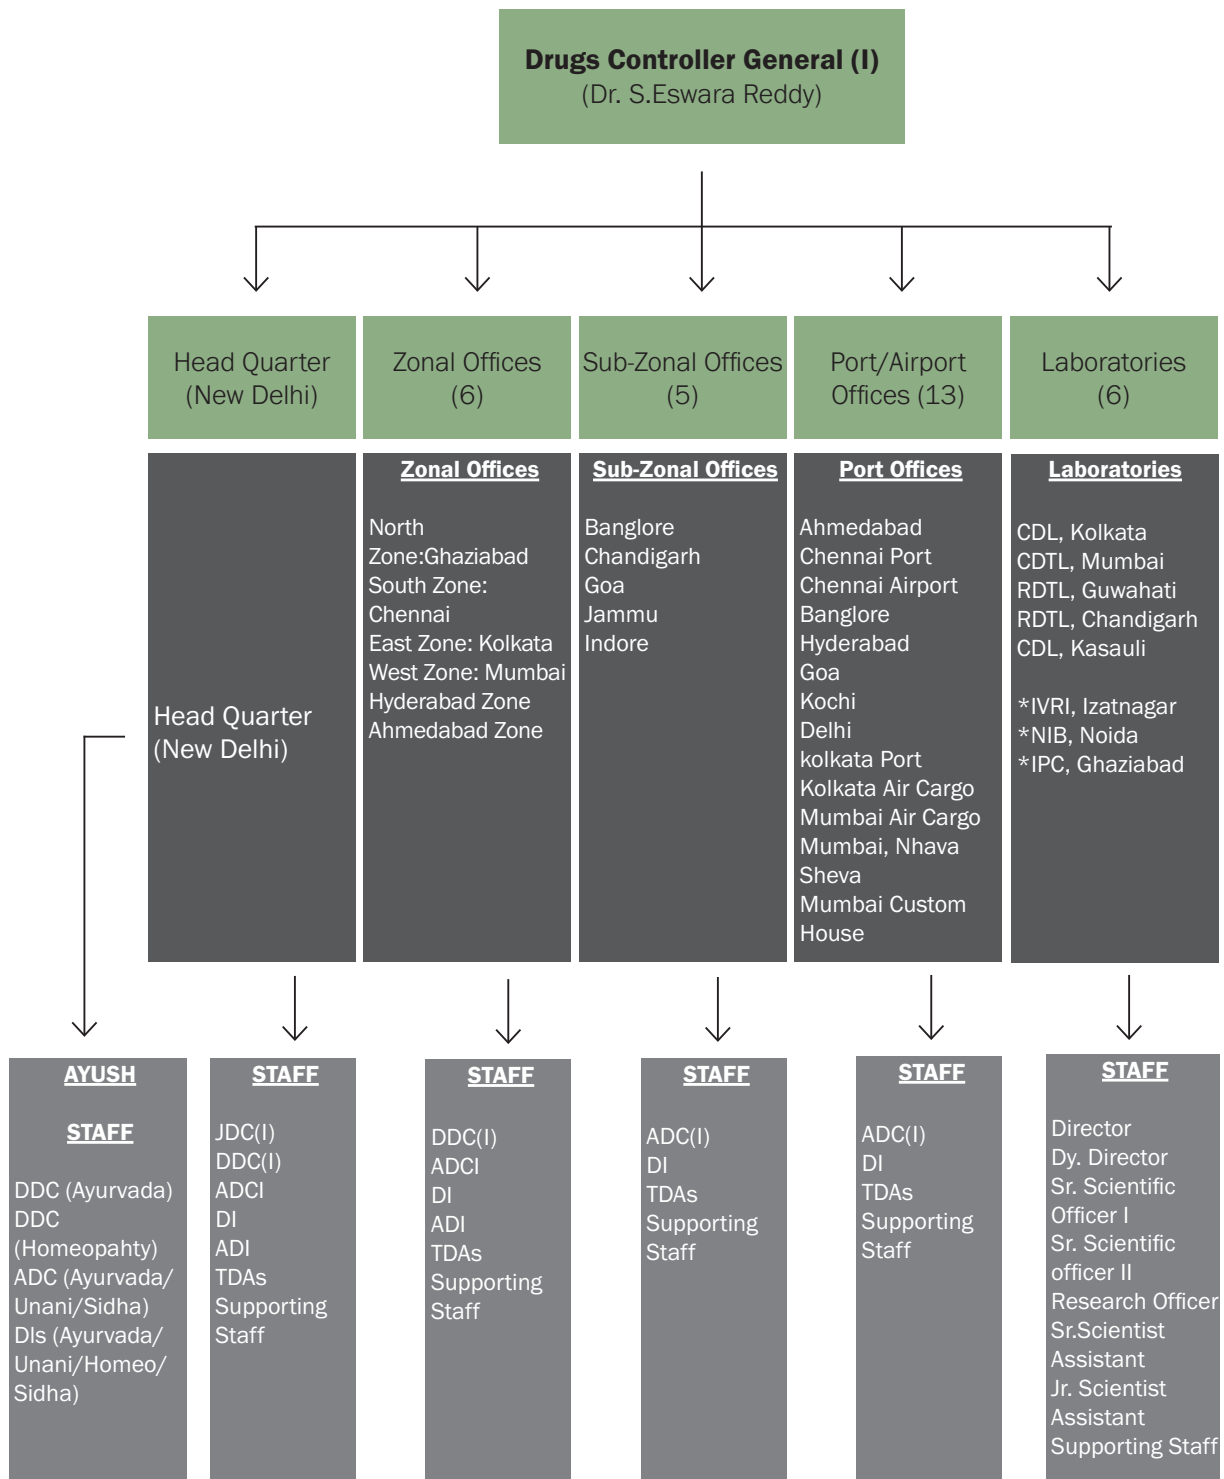 Drugs Controller General (I)
(Dr. S.Eswara Reddy)
Head Quarter
(New Delhi)
Zonal Offices
(6)
Sub-Zonal Offices
(5)
Port/Airport
Offices (13)
Laboratories
(6)
Head Quarter
(New Delhi)
Zonal Offices
North
Zone:Ghaziabad
South Zone:
Chennai
East Zone: Kolkata
West Zone: Mumbai
Hyderabad Zone
Ahmedabad Zone
Sub-Zonal Offices
Banglore
Chandigarh
Goa
Jammu
Indore
Port Offices
Ahmedabad
Chennai Port
Chennai Airport
Banglore
Hyderabad
Goa
Kochi
Delhi
kolkata Port
Kolkata Air Cargo
Mumbai Air Cargo
Mumbai, Nhava
Sheva
Mumbai Custom
House
Laboratories
CDL, Kolkata
CDTL, Mumbai
RDTL, Guwahati
RDTL, Chandigarh
CDL, Kasauli
*IVRI, Izatnagar
*NIB, Noida
*IPC, Ghaziabad
AYUSH
STAFF
DDC (Ayurvada)
DDC
(Homeopahty)
ADC (Ayurvada/
Unani/Sidha)
DIs (Ayurvada/
Unani/Homeo/
Sidha)
STAFF
JDC(I)
DDC(I)
ADCI
DI
ADI
TDAs
Supporting
Staff
STAFF
DDC(I)
ADCI
DI
ADI
TDAs
Supporting
Staff
STAFF
ADC(I)
DI
TDAs
Supporting
Staff
STAFF
ADC(I)
DI
TDAs
Supporting
Staff
STAFF
Director
Dy. Director
Sr. Scientific
Officer I
Sr. Scientific
officer II
Research Officer
Sr.Scientist
Assistant
Jr. Scientist
Assistant
Supporting Staff